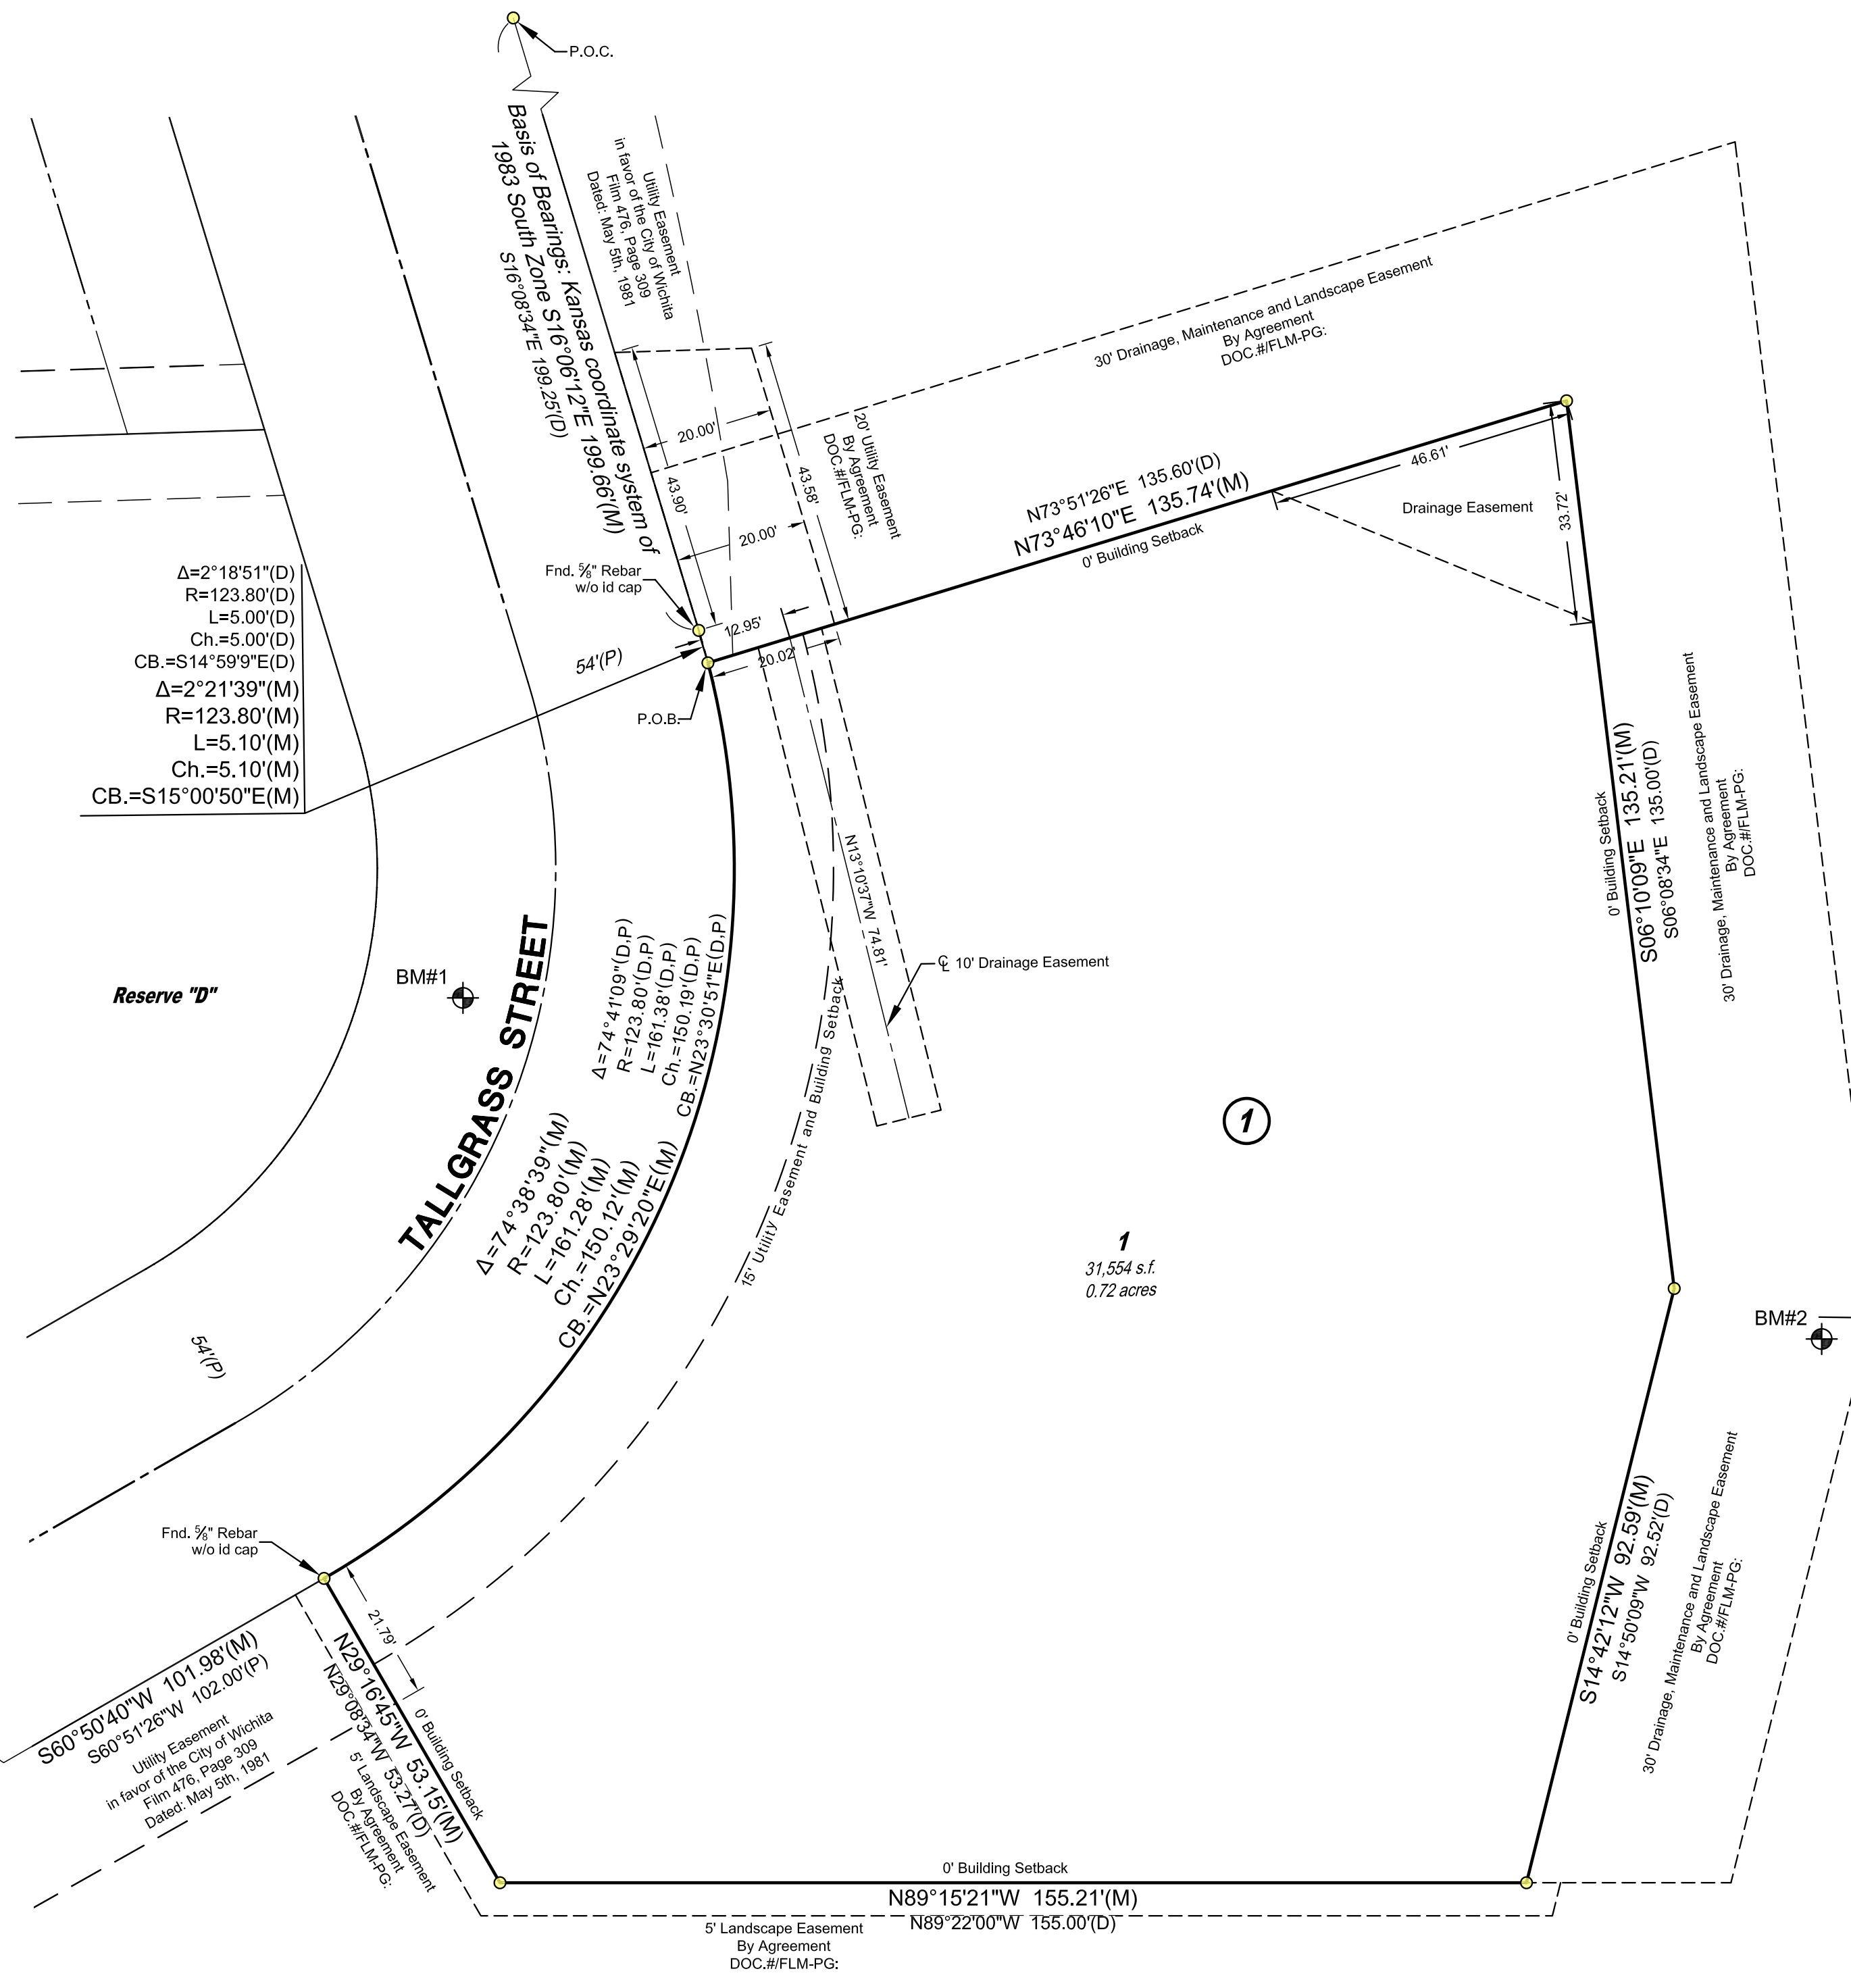 P.O.C.
Basis of Bearings: Kansas coordinate system of
1983 South Zone S16°06'12"E 199.66'(M)
S16°08'34"E 199.25'(D)
Utility Easement
in favor of the City of Wichita
Film 476, Page 309
Dated: May 5th, 1981
30' Drainage, Maintenance and Landscape Easement
By Agreement
DOC.#/FLM-PG:
20.00'
43.90'
43.58'
20.00'
20' Utility Easement
By Agreement
DOC.#/FLM-PG:
N73°51'26"E 135.60'(D)
N73°46'10"E 135.74'(M)
0' Building Setback
46.61'
Drainage Easement
33.72'
Fnd. ⅝" Rebar
w/o id cap
12.95'
20.02'
54'(P)
P.O.B.
Δ=2°18'51"(D)
R=123.80'(D)
L=5.00'(D)
Ch.=5.00'(D)
CB.=S14°59'9"E(D)
Δ=2°21'39"(M)
R=123.80'(M)
L=5.10'(M)
Ch.=5.10'(M)
CB.=S15°00'50"E(M)
0' Building Setback
S06°10'09"E 135.21'(M)
S06°08'34"E 135.00'(D)
30' Drainage, Maintenance and Landscape Easement
By Agreement
DOC.#/FLM-PG:
N13°10'37"W 74.81'
℄ 10' Drainage Easement
Reserve "D"
BM#1
TALLGRASS STREET
Δ=74°41'09"(D,P)
R=123.80'(D,P)
L=161.38'(D,P)
Ch.=150.19'(D,P)
CB.=N23°30'51"E(D,P)
Δ=74°38'39"(M)
R=123.80'(M)
L=161.28'(M)
Ch.=150.12'(M)
CB.=N23°29'20"E(M)
15' Utility Easement and Building Setback
1
1
31,554 s.f.
0.72 acres
BM#2
54'(P)
Fnd. ⅝" Rebar
w/o id cap
21.79'
S60°50'40"W 101.98'(M)
S60°51'26"W 102.00'(P)
Utility Easement
in favor of the City of Wichita
Film 476, Page 309
Dated: May 5th, 1981
0' Building Setback
N29°16'45"W 53.15'(M)
N29°08'34"W 53.27'(D)
5' Landscape Easement
By Agreement
DOC.#/FLM-PG:
0' Building Setback
S14°42'12"W 92.59'(M)
S14°50'09"W 92.52'(D)
30' Drainage, Maintenance and Landscape Easement
By Agreement
DOC.#/FLM-PG:
0' Building Setback
N89°15'21"W 155.21'(M)
N89°22'00"W 155.00'(D)
5' Landscape Easement
By Agreement
DOC.#/FLM-PG: